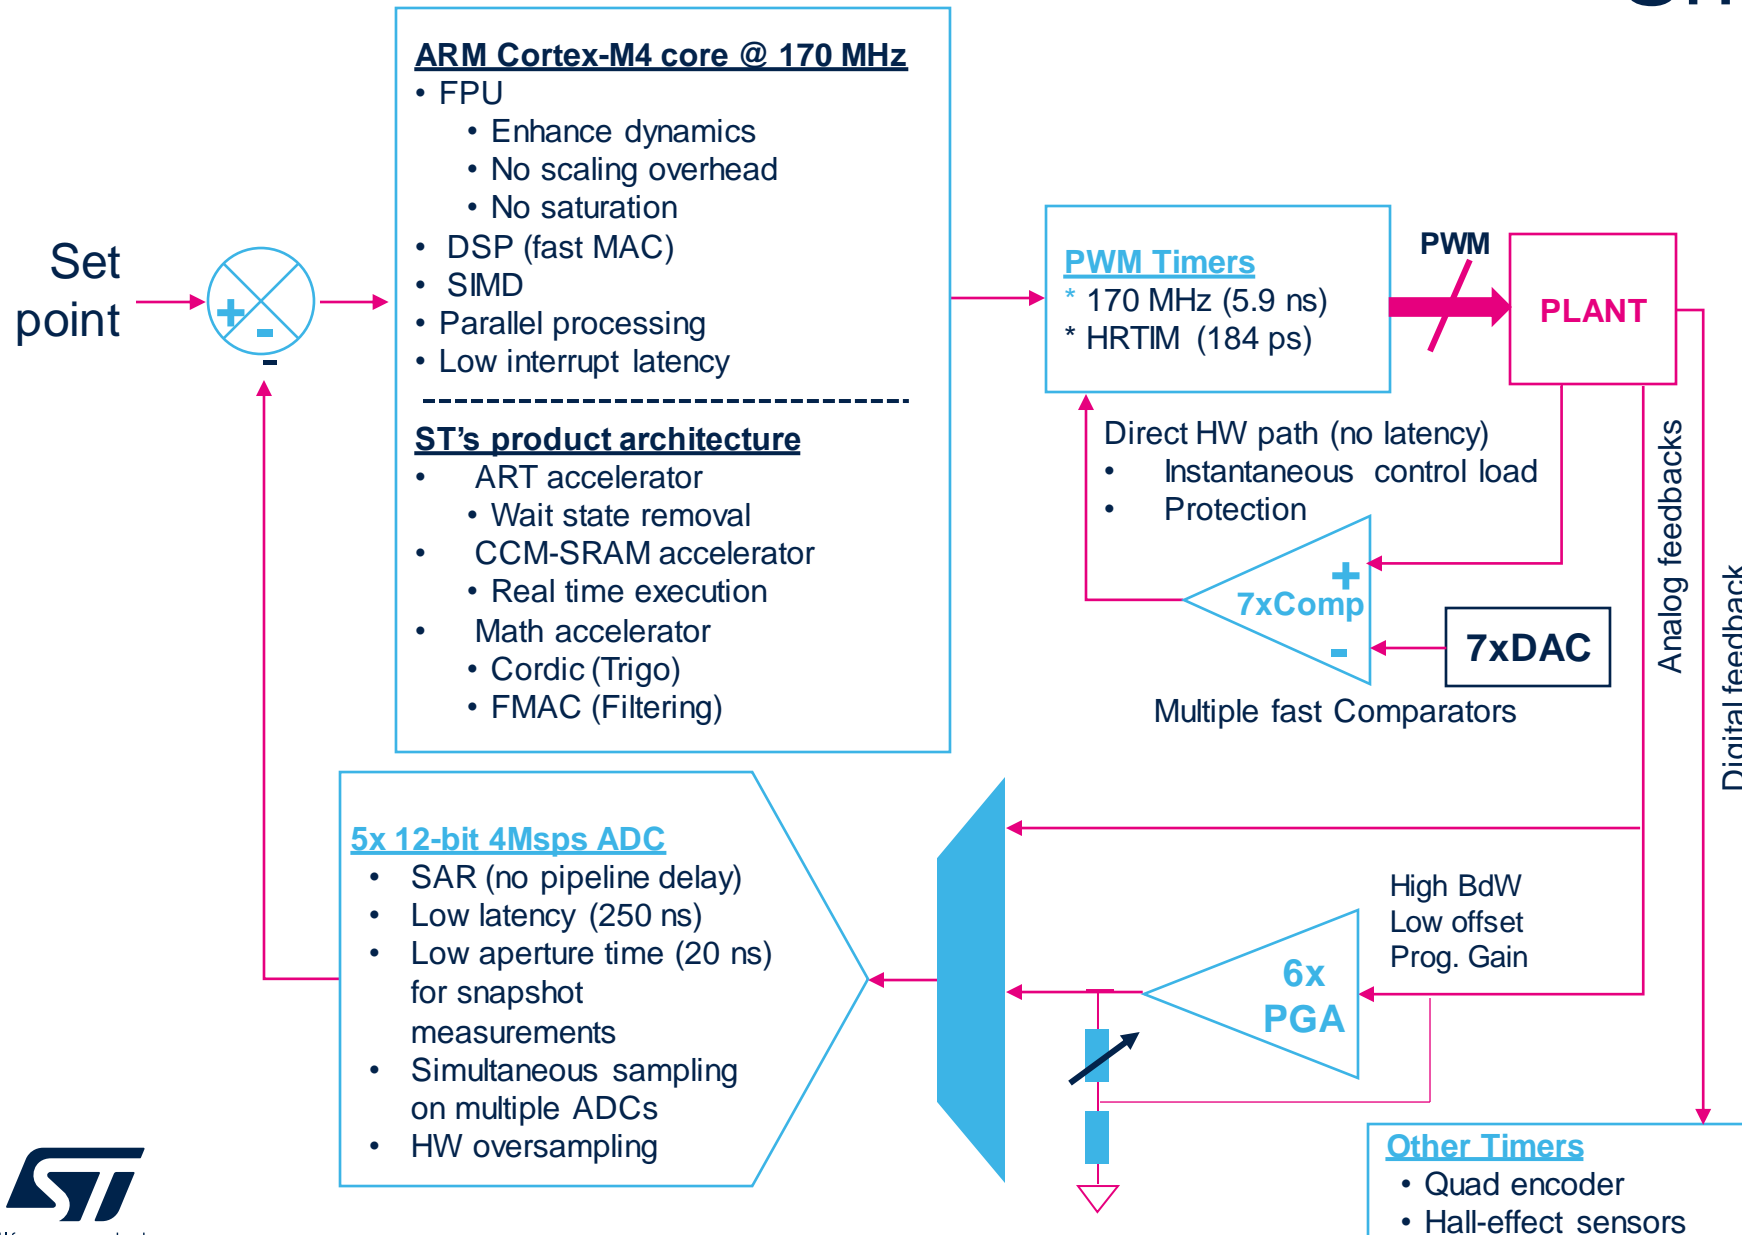 ARM Cortex-M4 core @ 170 MHz
• FPU
• Enhance dynamics
• No scaling overhead
• No saturation
• DSP (fast MAC)
• SIMD
• Parallel processing
• Low interrupt latency
ST's product architecture
• ART accelerator
• Wait state removal
• CCM-SRAM accelerator
• Real time execution
• Math accelerator
• Cordic (Trigo)
• FMAC (Filtering)
Set
point
+
-
-
PWM Timers
* 170 MHz (5.9 ns)
* HRTIM (184 ps)
PWM
PLANT
Direct HW path (no latency)
• Instantaneous control load
• Protection
+
7xComp
-
7xDAC
Multiple fast Comparators
Analog feedbacks
Digital feedback
5x 12-bit 4Msps ADC
• SAR (no pipeline delay)
• Low latency (250 ns)
• Low aperture time (20 ns)
for snapshot
measurements
• Simultaneous sampling
on multiple ADCs
• HW oversampling
High BdW
Low offset
Prog. Gain
6x
PGA
Other Timers
• Quad encoder
• Hall-effect sensors
ST